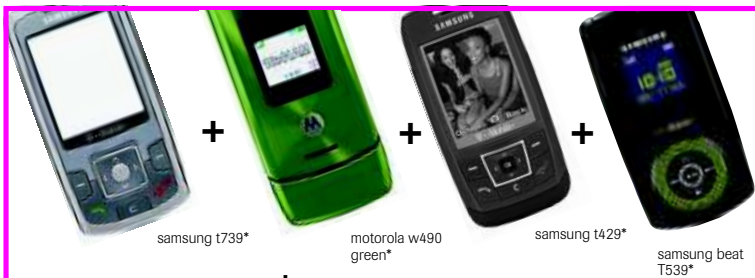 SAMSUNG
samsung t739*
+
motorola w490
green*
+
samsung t429*
+
samsung beat
T539*